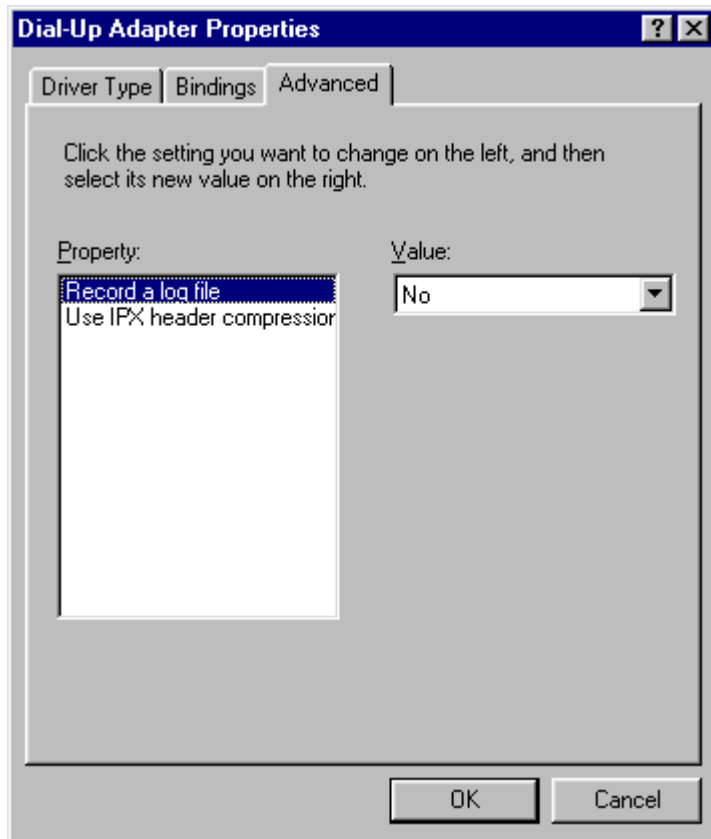 Dial-Up Adapter Properties
Driver Type Bindings Advanced
Click the setting you want to change on the left, and then
select its new value on the right.
Property: Value:
Record a log file No
Use IPX header compression
OK Cancel